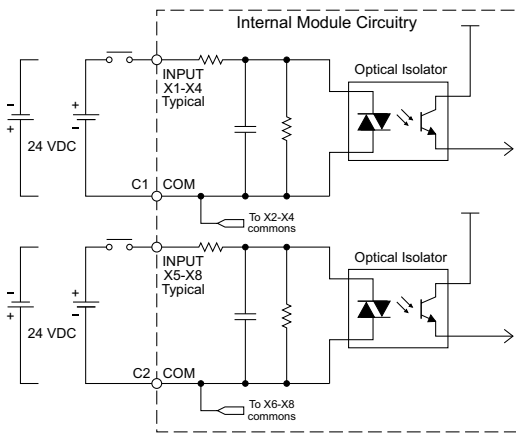 Internal Module Circuitry
INPUT
X1-X4
Typical
Optical Isolator
-
+
+
-
24 VDC
C1
COM
To X2-X4
commons
INPUT
X5-X8
Typical
Optical Isolator
-
+
+
-
24 VDC
C2
COM
To X6-X8
commons